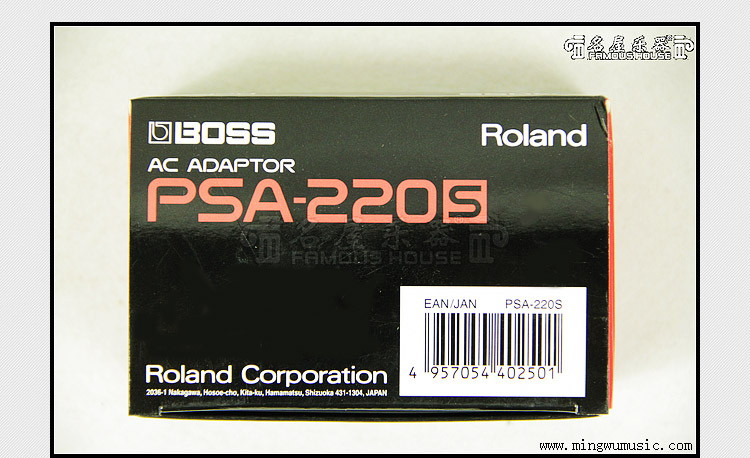 名屋乐器
FAMOUS HOUSE
BOSS
Roland
AC ADAPTOR
PSA-220S
名屋乐器
FAMOUS HOUSE
EAN/JAN PSA-220S
4 957054 402501
Roland Corporation
2036-1 Nakagawa, Hosoe-cho, Kita-ku, Hamamatsu, Shizuoka 431-1304, JAPAN
www.mingwumusic.com